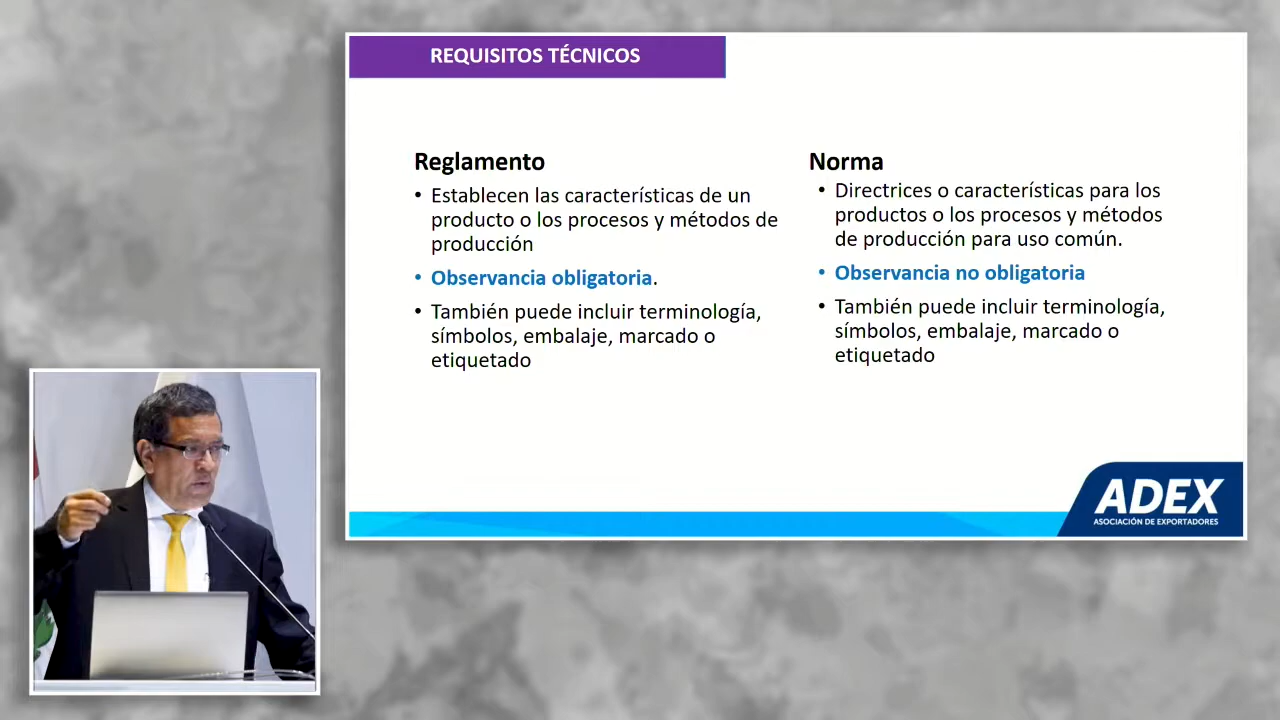 REQUISITOS TÉCNICOS
Reglamento
• Establecen las características de un
producto o los procesos y métodos de
producción
• Observancia obligatoria.
• También puede incluir terminología,
símbolos, embalaje, marcado o
etiquetado
Norma
• Directrices o características para los
productos o los procesos y métodos
de producción para uso común.
• Observancia no obligatoria
• También puede incluir terminología,
símbolos, embalaje, marcado o
etiquetado
ADEX
ASOCIACIÓN DE EXPORTADORES